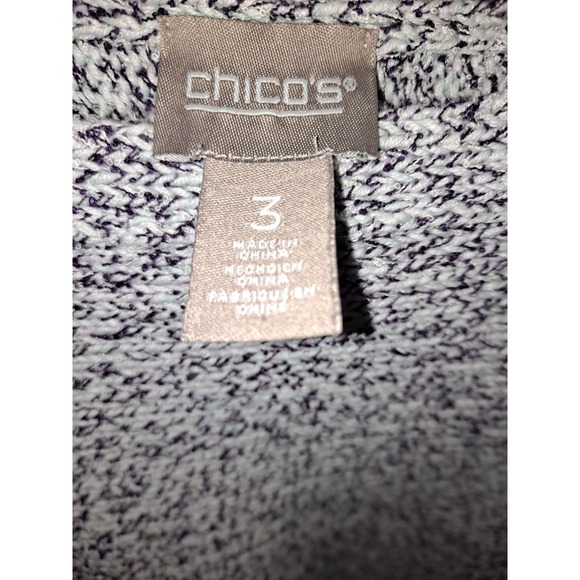 chico's®
3
MADE IN
CHINA
HECHO EN
CHINA
FABRIQUE EN
CHINE